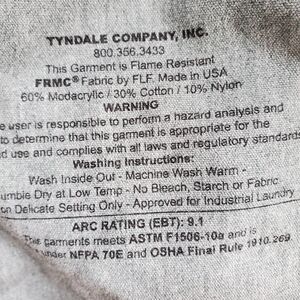 TYNDALE COMPANY, INC.
800.356.3433
This Garment is Flame Resistant
FRMC® Fabric by FLF. Made in USA
60% Modacrylic / 30% Cotton / 10% Nylon
WARNING
e user is responsible to perform a hazard analysis and
to determine that this garment is appropriate for the
d use and complies with all laws and regulatory standards
Washing Instructions:
Wash Inside Out - Machine Wash Warm -
umble Dry at Low Temp - No Bleach, Starch or Fabric
on Delicate Setting Only - Approved for Industrial Laundry
ARC RATING (EBT): 9.1
garments meets ASTM F1506-10a and is
under NFPA 70E and OSHA Final Rule 1910.269